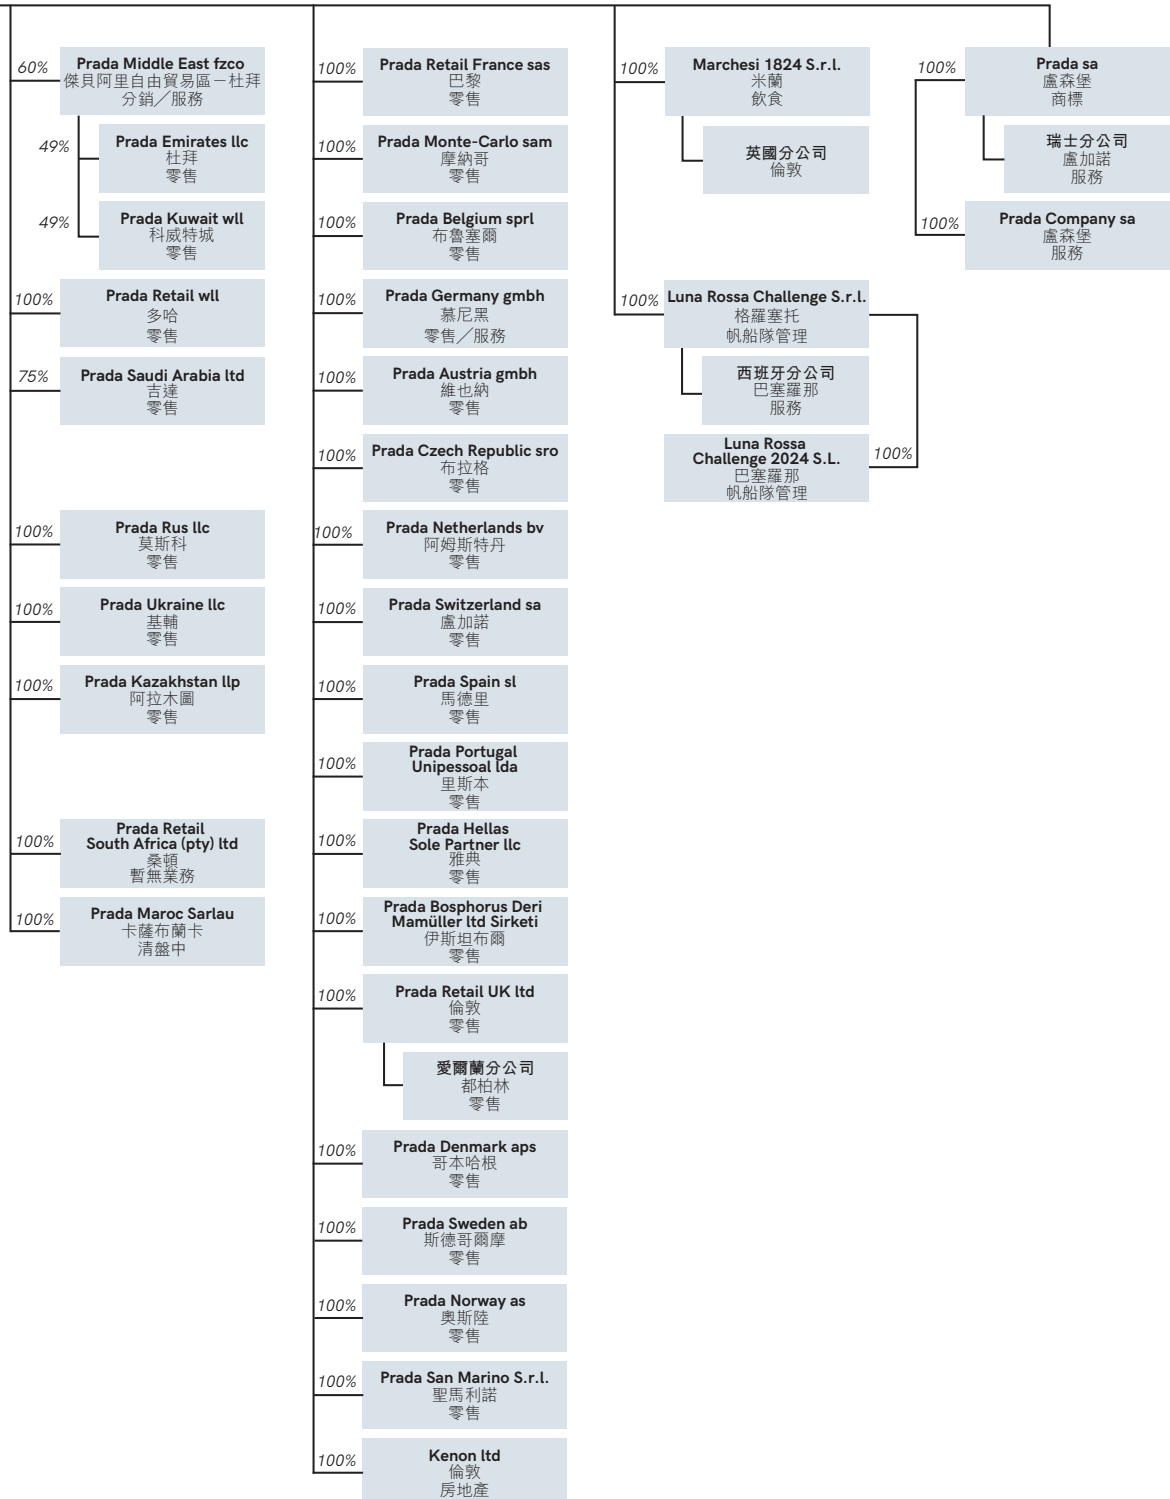 60%
Prada Middle East fzco
傑貝阿里自由貿易區－杜拜
分銷／服務
49%
Prada Emirates llc
杜拜
零售
49%
Prada Kuwait wll
科威特城
零售
100%
Prada Retail wll
多哈
零售
75%
Prada Saudi Arabia ltd
吉達
零售
100%
Prada Rus llc
莫斯科
零售
100%
Prada Ukraine llc
基輔
零售
100%
Prada Kazakhstan llp
阿拉木圖
零售
100%
Prada Retail
South Africa (pty) ltd
桑頓
暫無業務
100%
Prada Maroc Sarlau
卡薩布蘭卡
清盤中
100%
Prada Retail France sas
巴黎
零售
100%
Prada Monte-Carlo sam
摩納哥
零售
100%
Prada Belgium sprl
布魯塞爾
零售
100%
Prada Germany gmbh
慕尼黑
零售／服務
100%
Prada Austria gmbh
維也納
零售
100%
Prada Czech Republic sro
布拉格
零售
100%
Prada Netherlands bv
阿姆斯特丹
零售
100%
Prada Switzerland sa
盧加諾
零售
100%
Prada Spain sl
馬德里
零售
100%
Prada Portugal
Unipessoal lda
里斯本
零售
100%
Prada Hellas
Sole Partner llc
雅典
零售
100%
Prada Bosphorus Deri
Mamüller ltd Sirketi
伊斯坦布爾
零售
100%
Prada Retail UK ltd
倫敦
零售
愛爾蘭分公司
都柏林
零售
100%
Prada Denmark aps
哥本哈根
零售
100%
Prada Sweden ab
斯德哥爾摩
零售
100%
Prada Norway as
奧斯陸
零售
100%
Prada San Marino S.r.l.
聖馬利諾
零售
100%
Kenon ltd
倫敦
房地產
100%
Marchesi 1824 S.r.l.
米蘭
飲食
英國分公司
倫敦
100%
Luna Rossa Challenge S.r.l.
格羅塞托
帆船隊管理
西班牙分公司
巴塞羅那
服務
Luna Rossa
Challenge 2024 S.L.
巴塞羅那
帆船隊管理
100%
100%
Prada sa
盧森堡
商標
瑞士分公司
盧加諾
服務
100%
Prada Company sa
盧森堡
服務